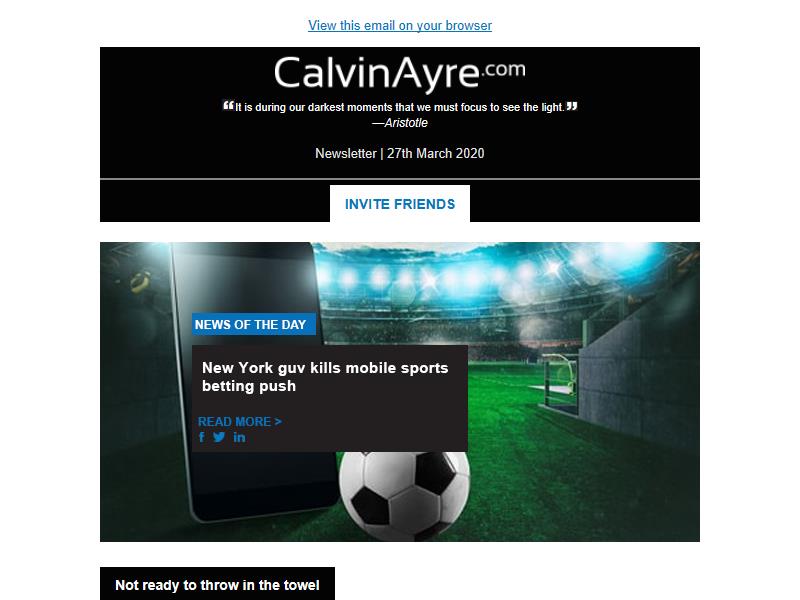 View this email on your browser
CalvinAyre.com
❝It is during our darkest moments that we must focus to see the light.❞
—Aristotle
Newsletter | 27th March 2020
INVITE FRIENDS
NEWS OF THE DAY
New York guv kills mobile sports
betting push
READ MORE >
f in
Not ready to throw in the towel